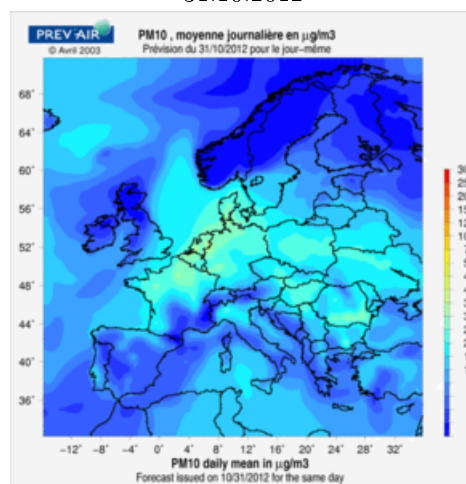 PREV'AIR
© Avril 2003
PM10 , moyenne journalière en µg/m3
Prévision du 31/10/2012 pour le jour-même
68°
64°
60°
56°
52°
48°
44°
40°
36°
-12° -8° -4° 0° 4° 8° 12° 16° 20° 24° 28° 32°
PM10 daily mean in µg/m3
Forecast issued on 10/31/2012 for the same day